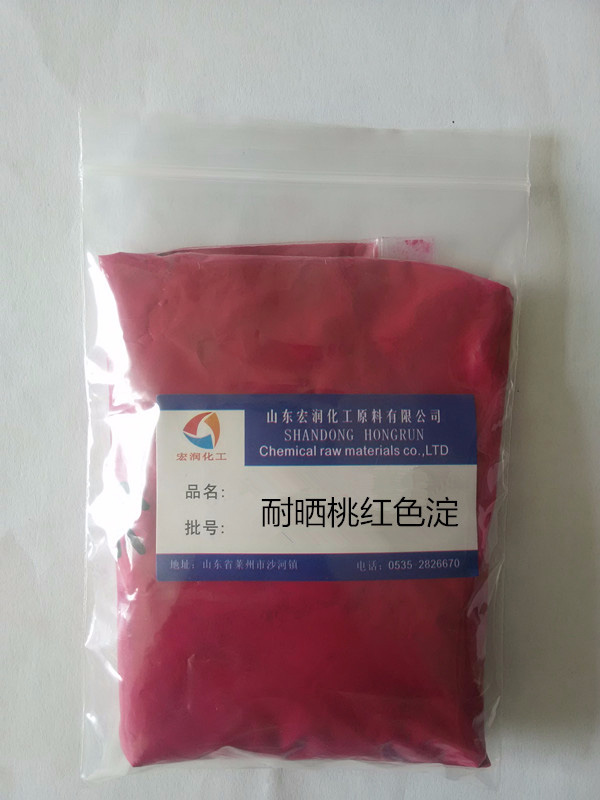 山东宏润化工原料有限公司
SHANDONG HONGRUN
Chemical raw materials co.,LTD
宏润化工
品名:
耐晒桃红色淀
批号:
地址: 山东省莱州市沙河镇
电话: 0535-2826670